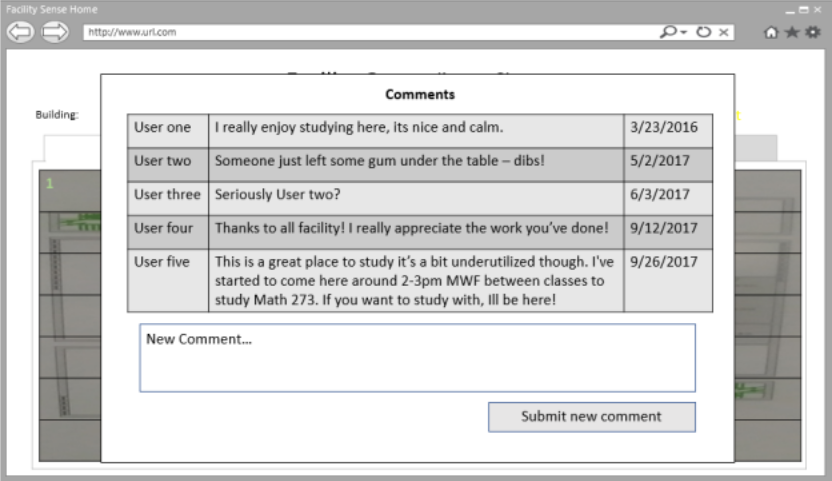 Facility Sense Home
http://www.url.com
Building:
Comments
User one I really enjoy studying here, its nice and calm. 3/23/2016
User two Someone just left some gum under the table – dibs! 5/2/2017
User three Seriously User two? 6/3/2017
User four Thanks to all facility! I really appreciate the work you've done! 9/12/2017
User five This is a great place to study it's a bit underutilized though. I've 9/26/2017
started to come here around 2-3pm MWF between classes to
study Math 273. If you want to study with, Ill be here!
1
New Comment...
Submit new comment